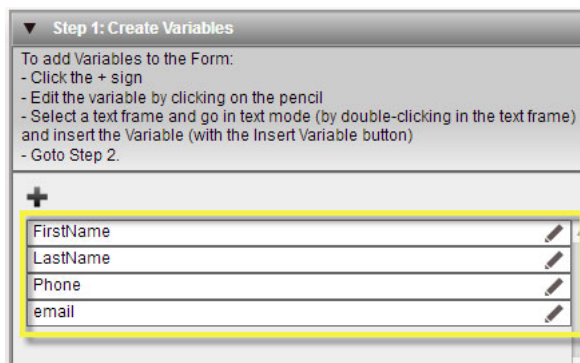 Step 1: Create Variables
To add Variables to the Form:
- Click the + sign
- Edit the variable by clicking on the pencil
- Select a text frame and go in text mode (by double-clicking in the text frame)
and insert the Variable (with the Insert Variable button)
- Goto Step 2.
FirstName
LastName
Phone
email